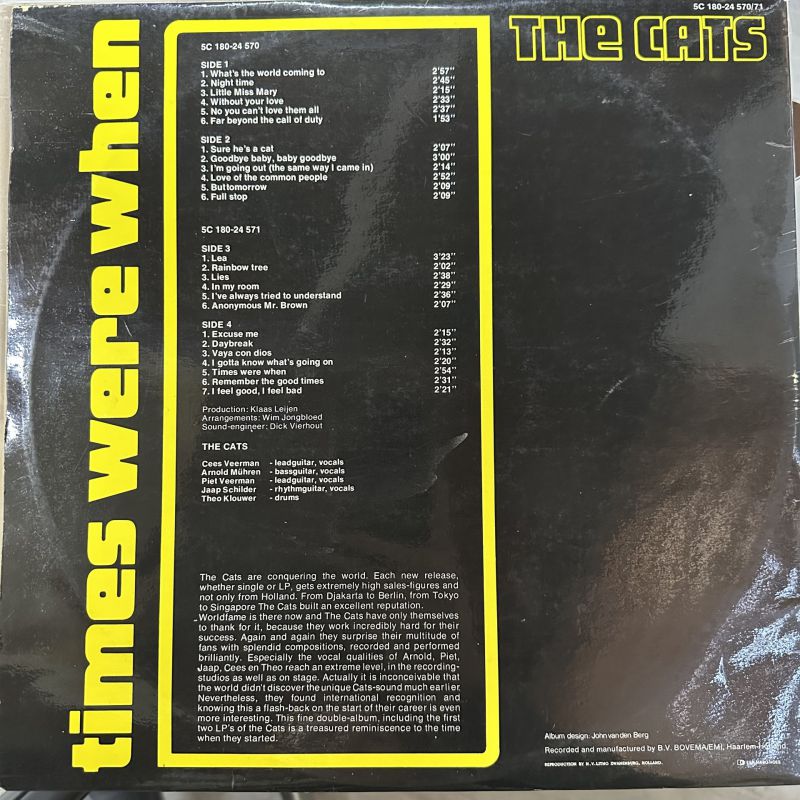 5C 180-24 570/71
THE CATS
times were when
5C 180-24 570
SIDE 1
1. What's the world coming to 2'57"
2. Night time 2'45"
3. Little Miss Mary 2'15"
4. Without your love 2'33"
5. No you can't love them all 2'37"
6. Far beyond the call of duty 1'53"
SIDE 2
1. Sure he's a cat 2'07"
2. Goodbye baby, baby goodbye 3'00"
3. I'm going out (the same way I came in) 2'14"
4. Love of the common people 2'52"
5. But tomorrow 2'09"
6. Full stop 2'09"
5C 180-24 571
SIDE 3
1. Lea 3'23"
2. Rainbow tree 2'02"
3. Lies 2'38"
4. In my room 2'29"
5. I've always tried to understand 2'36"
6. Anonymous Mr. Brown 2'07"
SIDE 4
1. Excuse me 2'15"
2. Daybreak 2'32"
3. Vaya con dios 2'13"
4. I gotta know what's going on 2'20"
5. Times were when 2'54"
6. Remember the good times 2'31"
7. I feel good, I feel bad 2'21"
Production: Klaas Leijen
Arrangements: Wim Jongbloed
Sound-engineer: Dick Vierhout
THE CATS
Cees Veerman - leadguitar, vocals
Arnold Mühren - bassguitar, vocals
Piet Veerman - leadguitar, vocals
Jaap Schilder - rhythmguitar, vocals
Theo Klouwer - drums
The Cats are conquering the world. Each new release,
whether single or LP, gets extremely high sales-figures and
not only from Holland. From Djakarta to Berlin, from Tokyo
to Singapore The Cats built an excellent reputation.
Worldfame is there now and The Cats have only themselves
to thank for it, because they work incredibly hard for their
success. Again and again they surprise their multitude of
fans with splendid compositions, recorded and performed
brilliantly. Especially the vocal qualities of Arnold, Piet,
Jaap, Cees en Theo reach an extreme level, in the recording-
studios as well as on stage. Actually it is inconceivable that
the world didn't discover the unique Cats-sound much earlier.
Nevertheless, they found international recognition and
knowing this a flash-back on the start of their career is even
more interesting. This fine double-album, including the first
two LP's of the Cats is a treasured reminiscence to the time
when they started.
Album design: John van den Berg
Recorded and manufactured by B.V. BOVEMA/EMI, Haarlem-Holland
REPRODUCTION BY N.V. LITHO ZWANENBURG, HOLLAND.